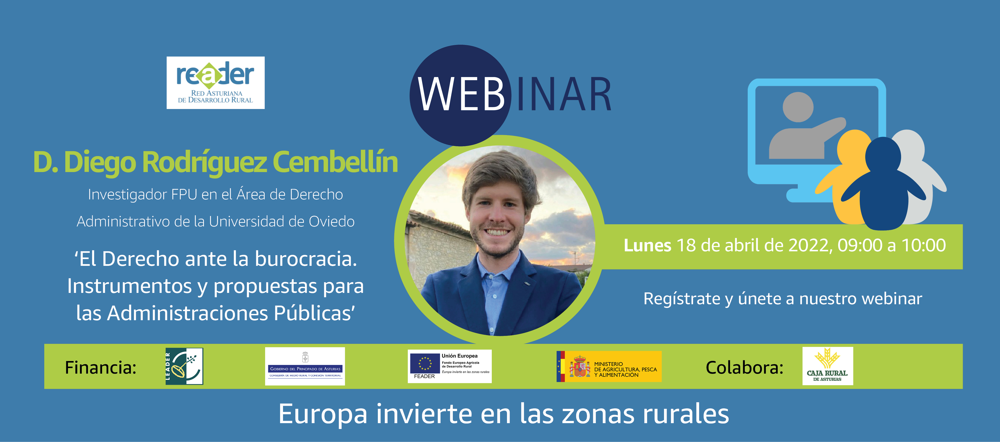 reader
RED ASTURIANA
DE DESARROLLO RURAL
WEBINAR
D. Diego Rodríguez Cembellín
Investigador FPU en el Área de Derecho
Administrativo de la Universidad de Oviedo
‘El Derecho ante la burocracia.
Instrumentos y propuestas para
las Administraciones Públicas’
Lunes 18 de abril de 2022, 09:00 a 10:00
Regístrate y únete a nuestro webinar
Financia:
LEADER
GOBIERNO DEL PRINCIPADO DE ASTURIAS
CONSEJERÍA DE MEDIO RURAL Y COHESIÓN TERRITORIAL
FEADER
Unión Europea
Fondo Europeo Agrícola
de Desarrollo Rural
Europa invierte en las zonas rurales
MINISTERIO
DE AGRICULTURA, PESCA
Y ALIMENTACIÓN
Colabora:
CAJA RURAL
DE ASTURIAS
Europa invierte en las zonas rurales